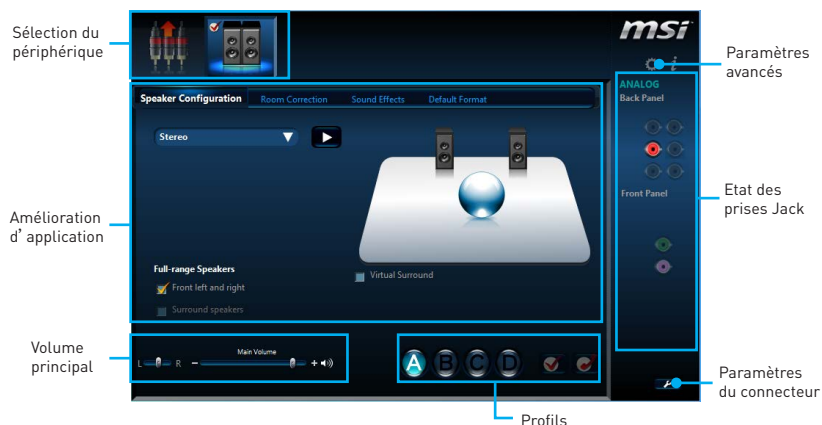 Sélection du
périphérique
msi
Paramètres
avancés
i
ANALOG
Back Panel
Speaker Configuration
Room Correction
Sound Effects
Default Format
Stereo
Front Panel
Etat des
prises Jack
Amélioration
d’application
Full-range Speakers
Front left and right
Surround speakers
Virtual Surround
Volume
principal
Main Volume
L
R
-
+
A
B
C
D
Paramètres
du connecteur
Profils